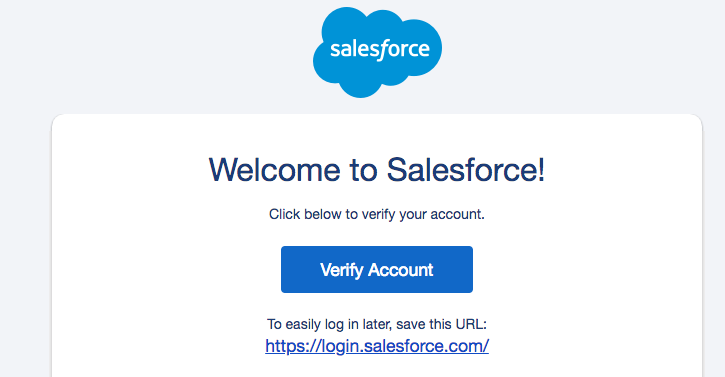 salesforce
Welcome to Salesforce!
Click below to verify your account.
Verify Account
To easily log in later, save this URL:
https://login.salesforce.com/